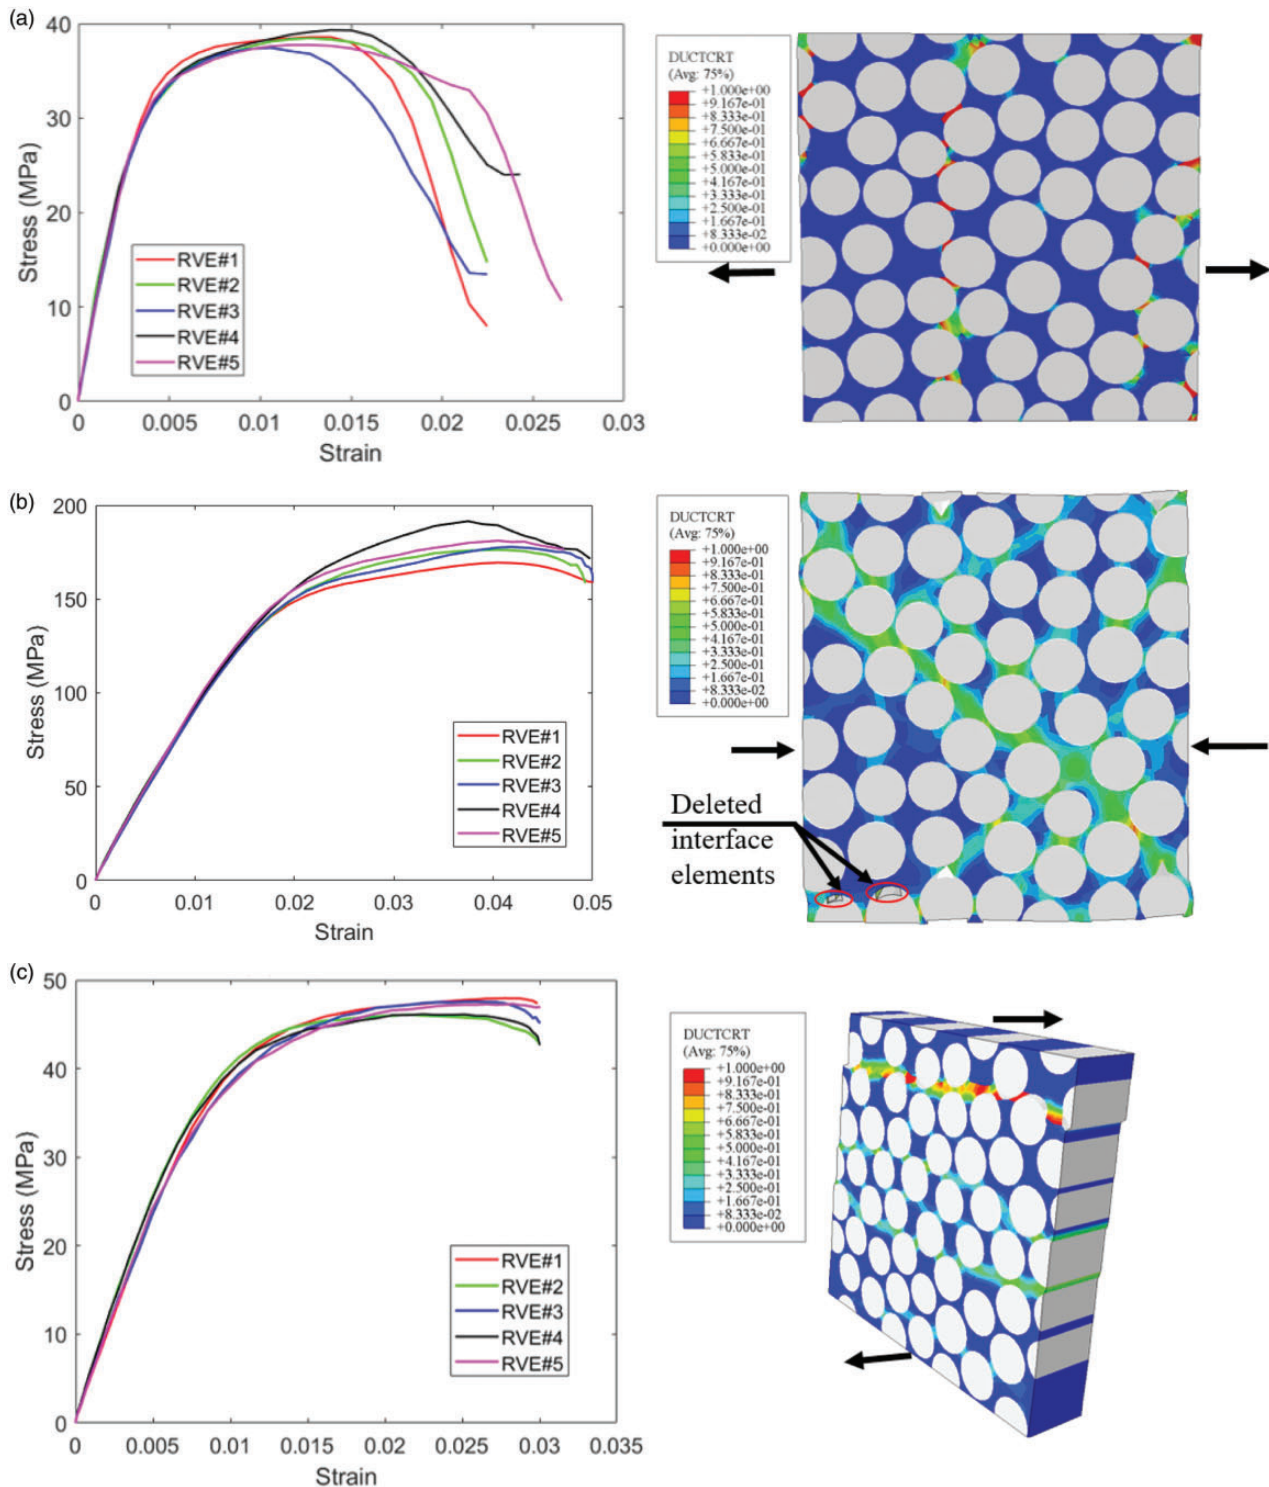 (a)
40
30
20
10
0
Stress (MPa)
RVE#1
RVE#2
RVE#3
RVE#4
RVE#5
0 0.005 0.01 0.015 0.02 0.025 0.03
Strain
DUCTCRT
(Avg: 75%)
+1.000e+00
+9.167e-01
+8.333e-01
+7.500e-01
+6.667e-01
+5.833e-01
+5.000e-01
+4.167e-01
+3.333e-01
+2.500e-01
+1.667e-01
+8.333e-02
+0.000e+00
(b)
200
150
100
50
0
Stress (MPa)
RVE#1
RVE#2
RVE#3
RVE#4
RVE#5
0 0.01 0.02 0.03 0.04 0.05
Strain
DUCTCRT
(Avg: 75%)
+1.000e+00
+9.167e-01
+8.333e-01
+7.500e-01
+6.667e-01
+5.833e-01
+5.000e-01
+4.167e-01
+3.333e-01
+2.500e-01
+1.667e-01
+8.333e-02
+0.000e+00
Deleted
interface
elements
(c)
50
40
30
20
10
0
Stress (MPa)
RVE#1
RVE#2
RVE#3
RVE#4
RVE#5
0 0.005 0.01 0.015 0.02 0.025 0.03 0.035
Strain
DUCTCRT
(Avg: 75%)
+1.000e+00
+9.167e-01
+8.333e-01
+7.500e-01
+6.667e-01
+5.833e-01
+5.000e-01
+4.167e-01
+3.333e-01
+2.500e-01
+1.667e-01
+8.333e-02
+0.000e+00